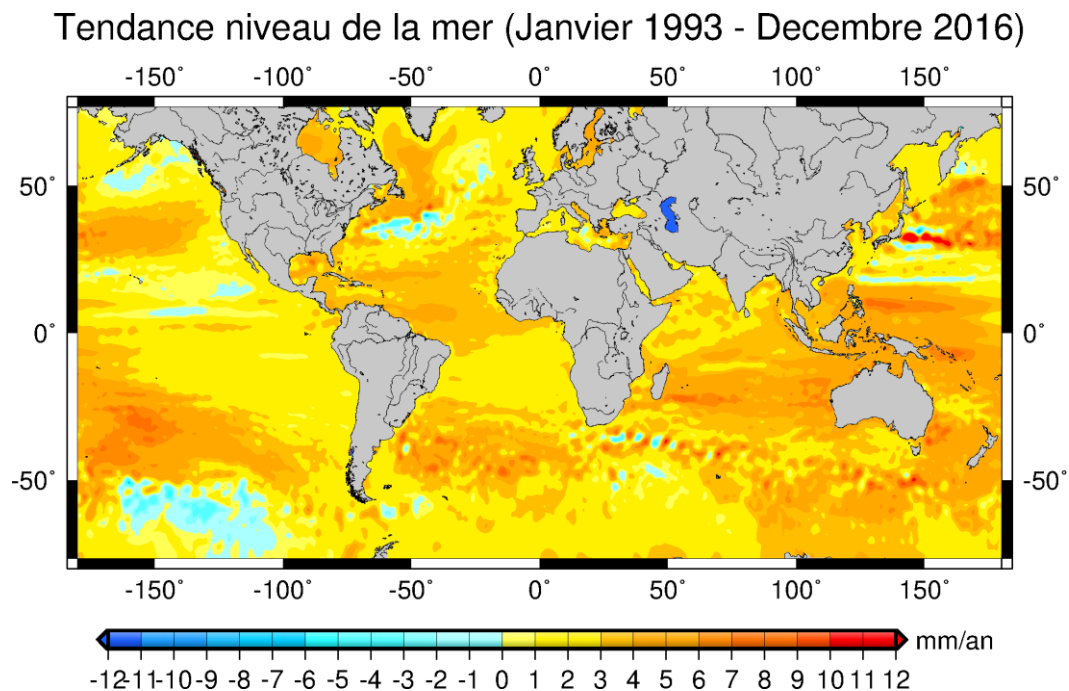 Tendance niveau de la mer (Janvier 1993 - Decembre 2016)
-150˚ -100˚ -50˚ 0˚ 50˚ 100˚ 150˚
50˚ 50˚
0˚ 0˚
-50˚ -50˚
-150˚ -100˚ -50˚ 0˚ 50˚ 100˚ 150˚
mm/an
-12 -11 -10 -9 -8 -7 -6 -5 -4 -3 -2 -1 0 1 2 3 4 5 6 7 8 9 10 11 12